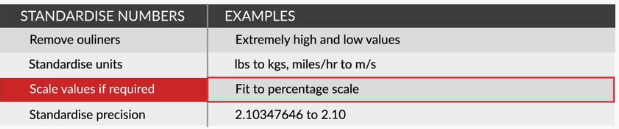 STANDARDISE NUMBERS EXAMPLES
Remove ouliners Extremely high and low values
Standardise units lbs to kgs, miles/hr to m/s
Scale values if required Fit to percentage scale
Standardise precision 2.10347646 to 2.10